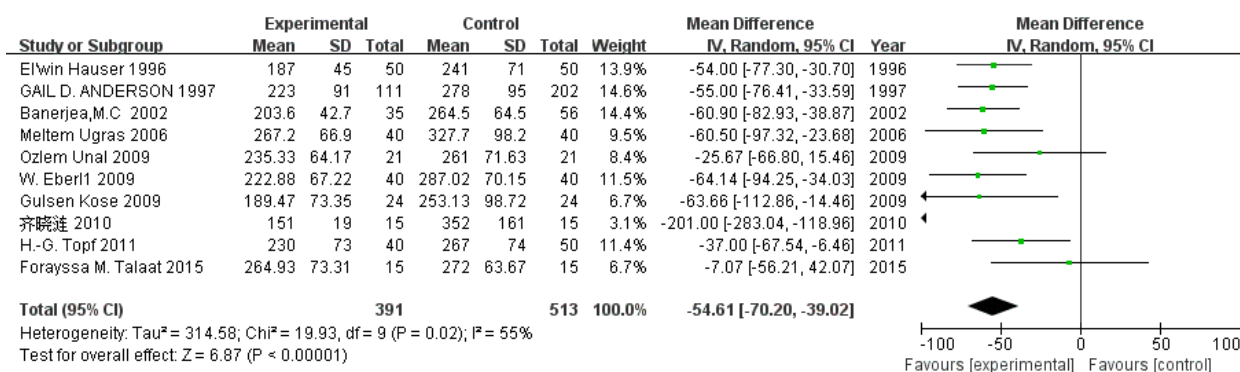 Experimental Control Mean Difference Mean Difference
Study or Subgroup Mean SD Total Mean SD Total Weight IV, Random, 95% CI Year IV, Random, 95% CI
El'win Hauser 1996 187 45 50 241 71 50 13.9% -54.00 [-77.30, -30.70] 1996
GAIL D. ANDERSON 1997 223 91 111 278 95 202 14.6% -55.00 [-76.41, -33.59] 1997
Banerjea,M.C 2002 203.6 42.7 35 264.5 64.5 56 14.4% -60.90 [-82.93, -38.87] 2002
Meltem Ugras 2006 267.2 66.9 40 327.7 98.2 40 9.5% -60.50 [-97.32, -23.68] 2006
Ozlem Unal 2009 235.33 64.17 21 261 71.63 21 8.4% -25.67 [-66.80, 15.46] 2009
W. Eberl1 2009 222.88 67.22 40 287.02 70.15 40 11.5% -64.14 [-94.25, -34.03] 2009
Gulsen Kose 2009 189.47 73.35 24 253.13 98.72 24 6.5% -63.66 [-112.86, -14.46] 2009
齐晓涟 2010 151 19 15 352 161 15 3.1% -201.00 [-283.04, -118.96] 2010
H.-G. Topf 2011 230 73 40 267 74 50 11.4% -37.00 [-67.54, -6.46] 2011
Forayssa M. Talaat 2015 264.93 73.31 15 272 63.67 15 6.7% -7.07 [-56.21, 42.07] 2015
Total (95% CI) 391 513 100.0% -54.61 [-70.20, -39.02]
Heterogeneity: Tau² = 314.58; Chi² = 19.93, df = 9 (P = 0.02); I² = 55%
Test for overall effect: Z = 6.87 (P < 0.00001)
-100 -50 0 50 100
Favours [experimental] Favours [control]